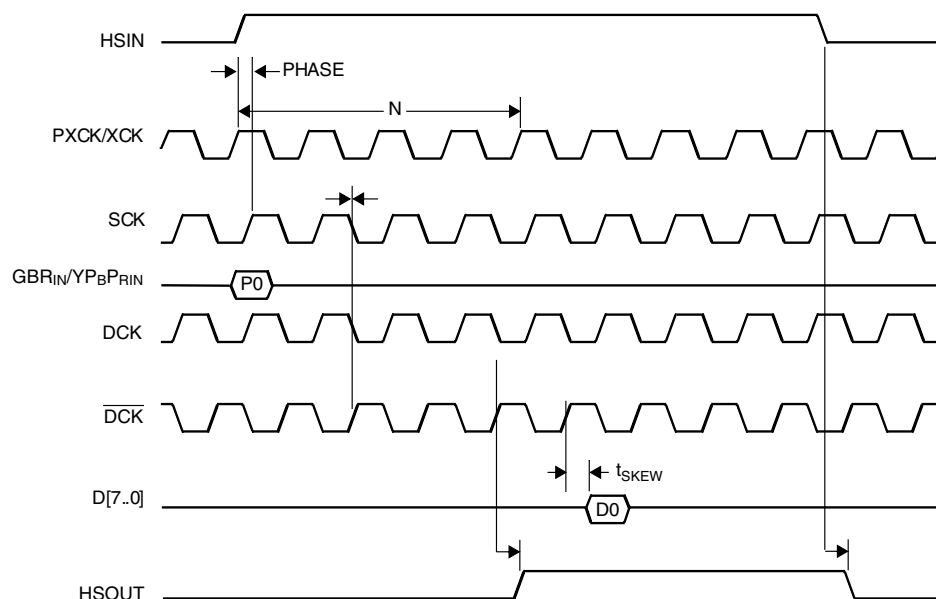 HSIN
PHASE
N
PXCK/XCK
SCK
GBRIN/YPBPRIN
P0
DCK
DCK
tSKEW
D[7..0]
D0
HSOUT